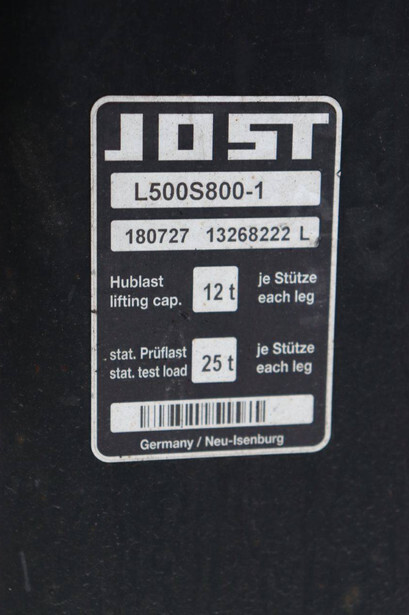 JOST
L500S800-1
180727 13268222 L
Hublast 12 t je Stütze
lifting cap. each leg
stat. Prüflast 25 t je Stütze
stat. test load each leg
Germany / Neu-Isenburg